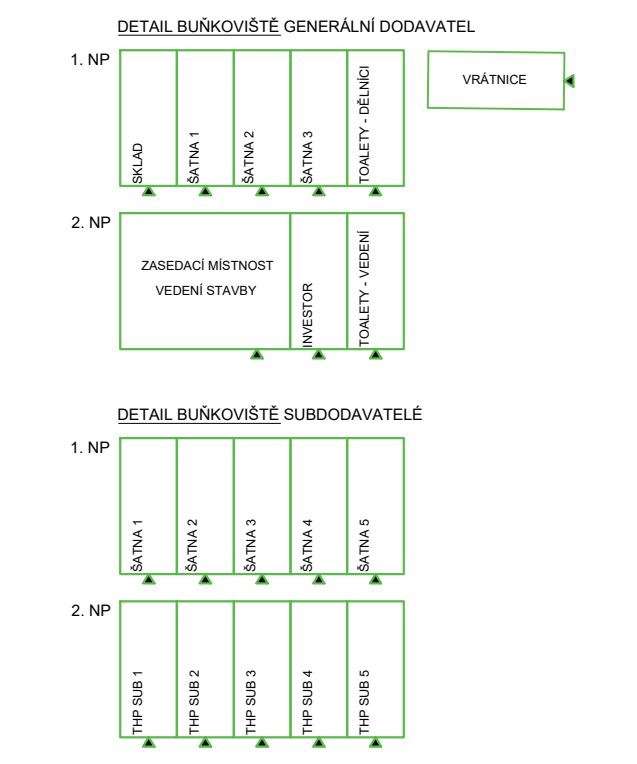 DETAIL BUŇKOVIŠTĚ GENERÁLNÍ DODAVATEL
1. NP
SKLAD
ŠATNA 1
ŠATNA 2
ŠATNA 3
TOALETY - DĚLNÍCI
VRÁTNICE
2. NP
ZASEDACÍ MÍSTNOST
VEDENÍ STAVBY
INVESTOR
TOALETY - VEDENÍ
DETAIL BUŇKOVIŠTĚ SUBDODAVATELÉ
1. NP
ŠATNA 1
ŠATNA 2
ŠATNA 3
ŠATNA 4
ŠATNA 5
2. NP
THP SUB 1
THP SUB 2
THP SUB 3
THP SUB 4
THP SUB 5